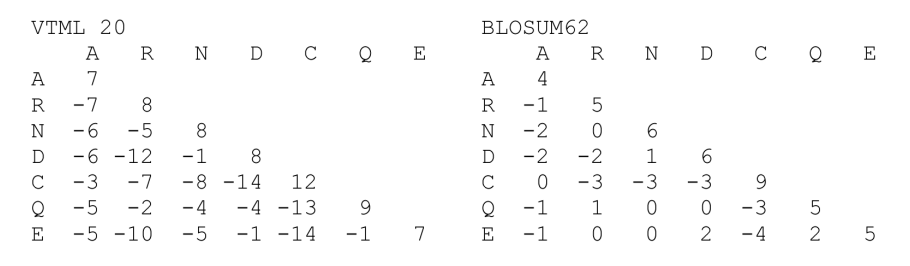 VTML 20 BLOSUM62
A R N D C Q E A R N D C Q E
A 7 A 4
R -7 8 R -1 5
N -6 -5 8 N -2 0 6
D -6 -12 -1 8 D -2 -2 1 6
C -3 -7 -8 -14 12 C 0 -3 -3 -3 9
Q -5 -2 -4 -4 -13 9 Q -1 1 0 0 -3 5
E -5 -10 -5 -1 -14 -1 7 E -1 0 0 2 -4 2 5